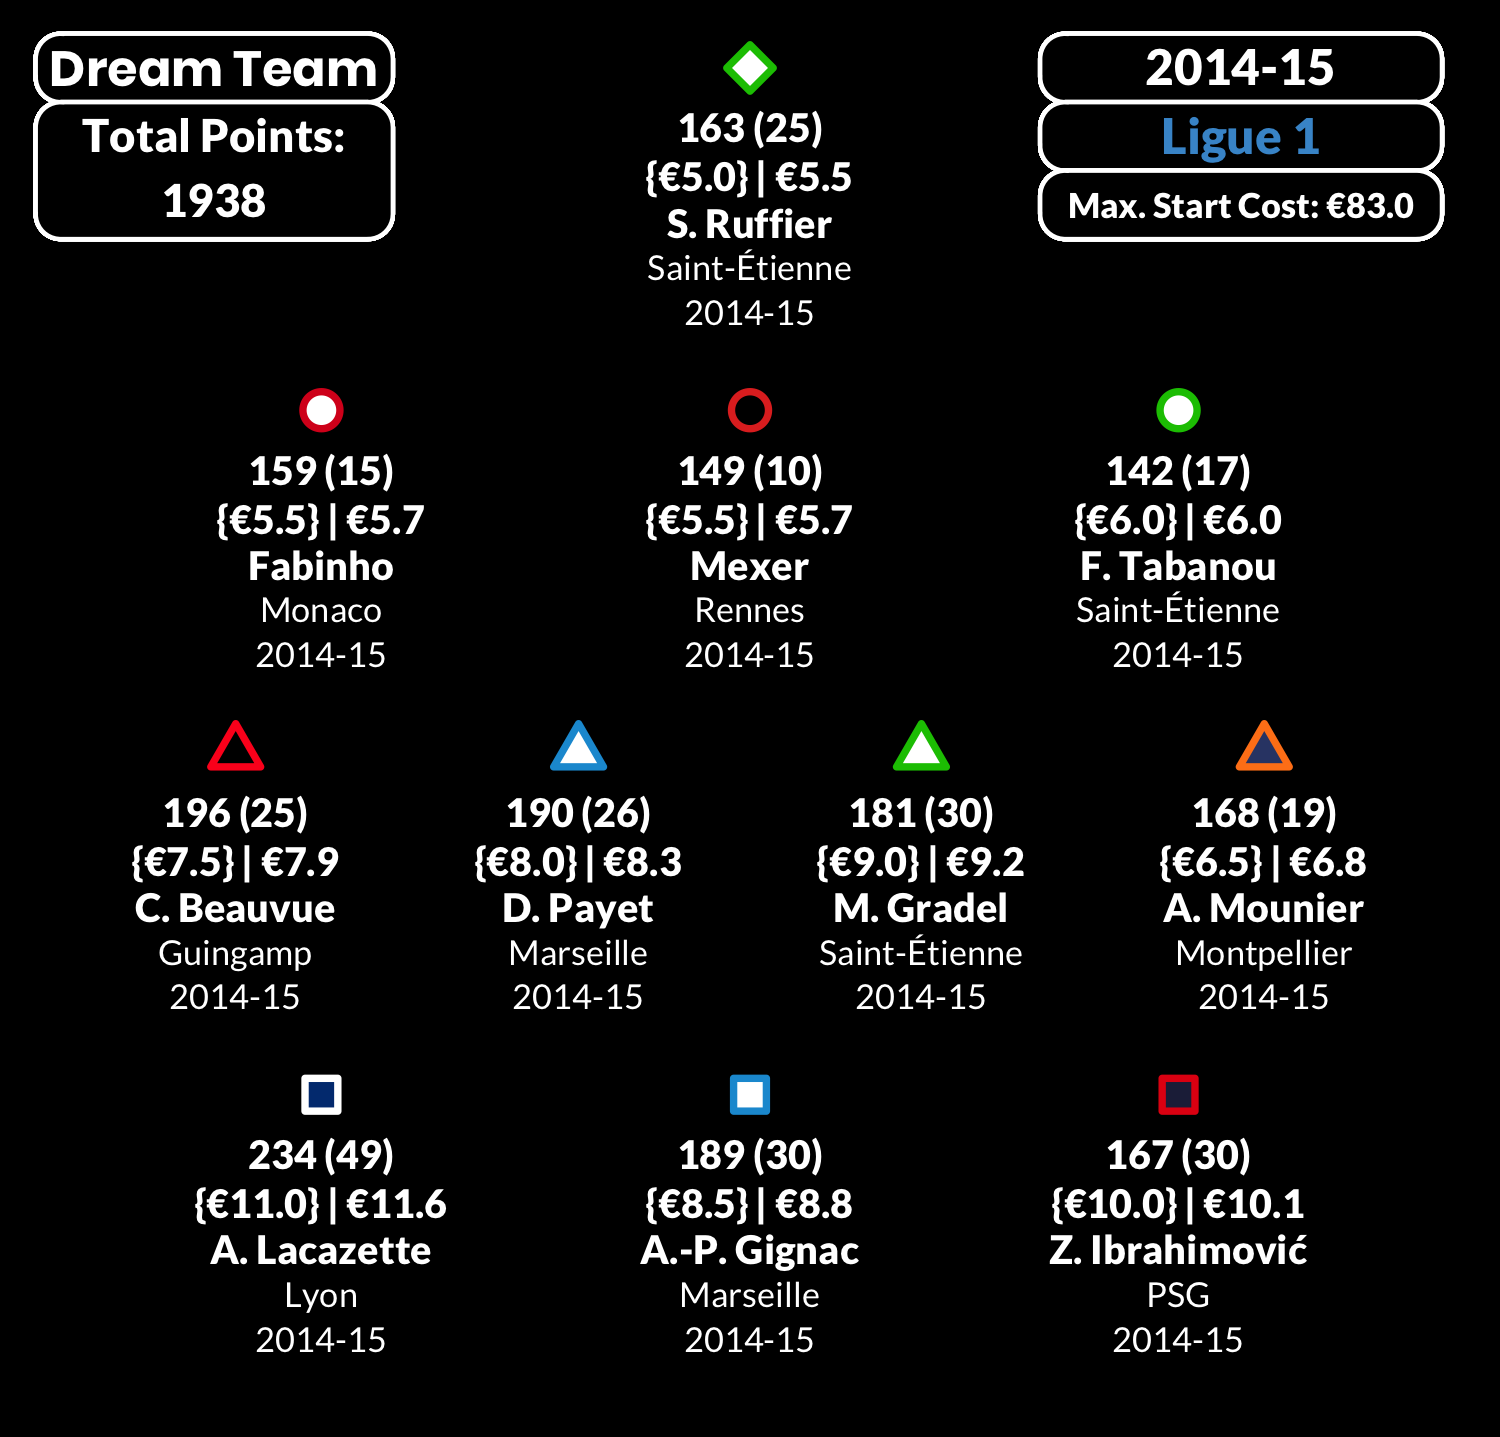 Dream Team
Total Points:
1938
2014-15
Ligue 1
Max. Start Cost: €83.0
163 (25)
{€5.0} | €5.5
S. Ruffier
Saint-Étienne
2014-15
159 (15)
{€5.5} | €5.7
Fabinho
Monaco
2014-15
149 (10)
{€5.5} | €5.7
Mexer
Rennes
2014-15
142 (17)
{€6.0} | €6.0
F. Tabanou
Saint-Étienne
2014-15
196 (25)
{€7.5} | €7.9
C. Beauvue
Guingamp
2014-15
190 (26)
{€8.0} | €8.3
D. Payet
Marseille
2014-15
181 (30)
{€9.0} | €9.2
M. Gradel
Saint-Étienne
2014-15
168 (19)
{€6.5} | €6.8
A. Mounier
Montpellier
2014-15
234 (49)
{€11.0} | €11.6
A. Lacazette
Lyon
2014-15
189 (30)
{€8.5} | €8.8
A.-P. Gignac
Marseille
2014-15
167 (30)
{€10.0} | €10.1
Z. Ibrahimović
PSG
2014-15